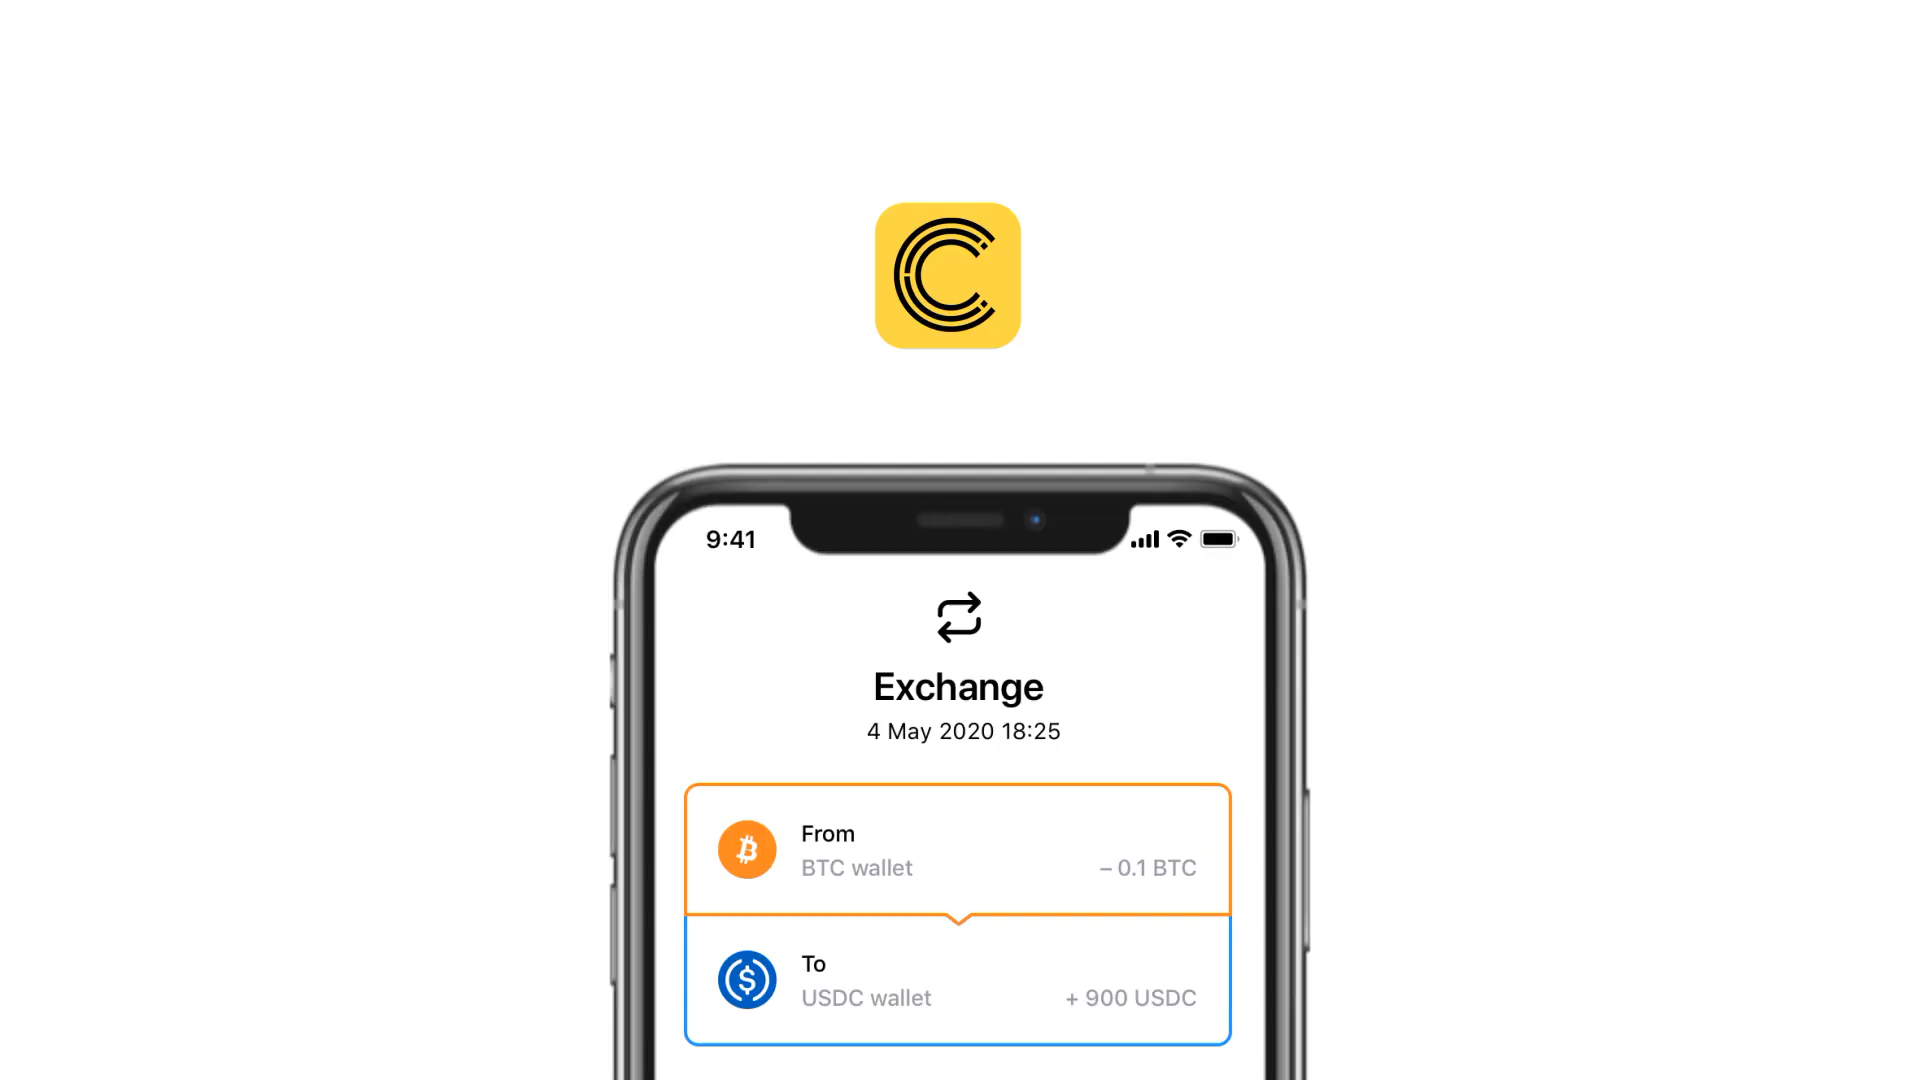 9:41
Exchange
4 May 2020 18:25
From
BTC wallet – 0.1 BTC
To
USDC wallet + 900 USDC